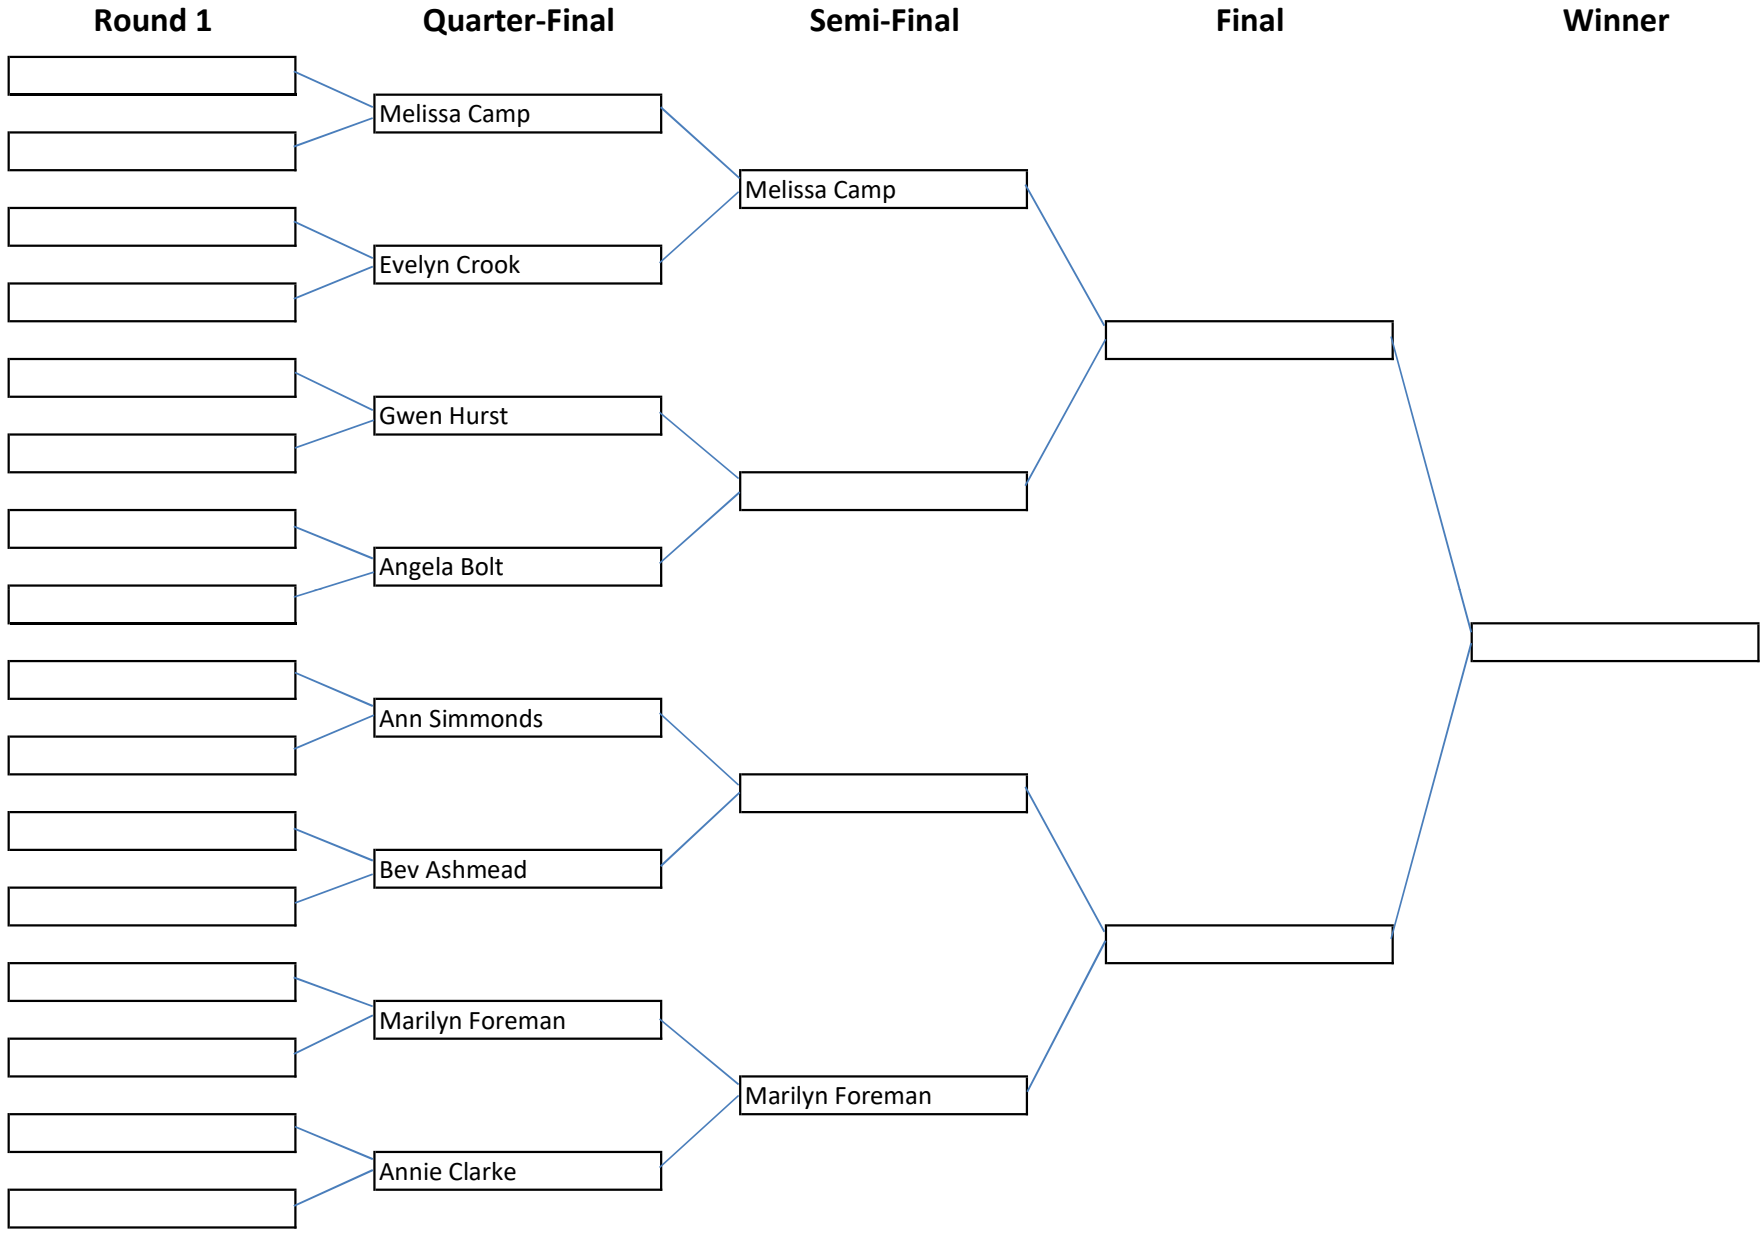 Round 1 Quarter-Final Semi-Final Final Winner
Melissa Camp
Melissa Camp
Evelyn Crook
Gwen Hurst
Angela Bolt
Ann Simmonds
Bev Ashmead
Marilyn Foreman
Marilyn Foreman
Annie Clarke